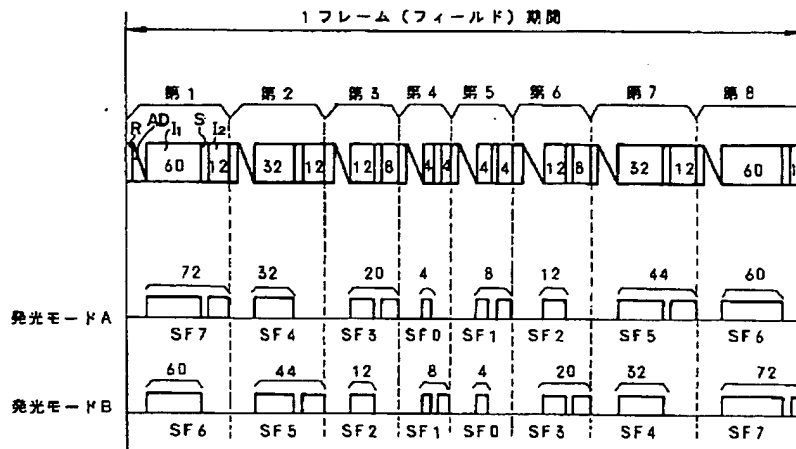 1フレーム(フィールド)期間
第1 第2 第3 第4 第5 第6 第7 第8
R AD I₁ S I₂
60 12 32 12 12 8 4 4 4 4 12 8 32 12 60 1
72 32 20 4 8 12 44 60
発光モードA
SF7 SF4 SF3 SF0 SF1 SF2 SF5 SF6
60 44 12 8 4 20 32 72
発光モードB
SF6 SF5 SF2 SF1 SF0 SF3 SF4 SF7